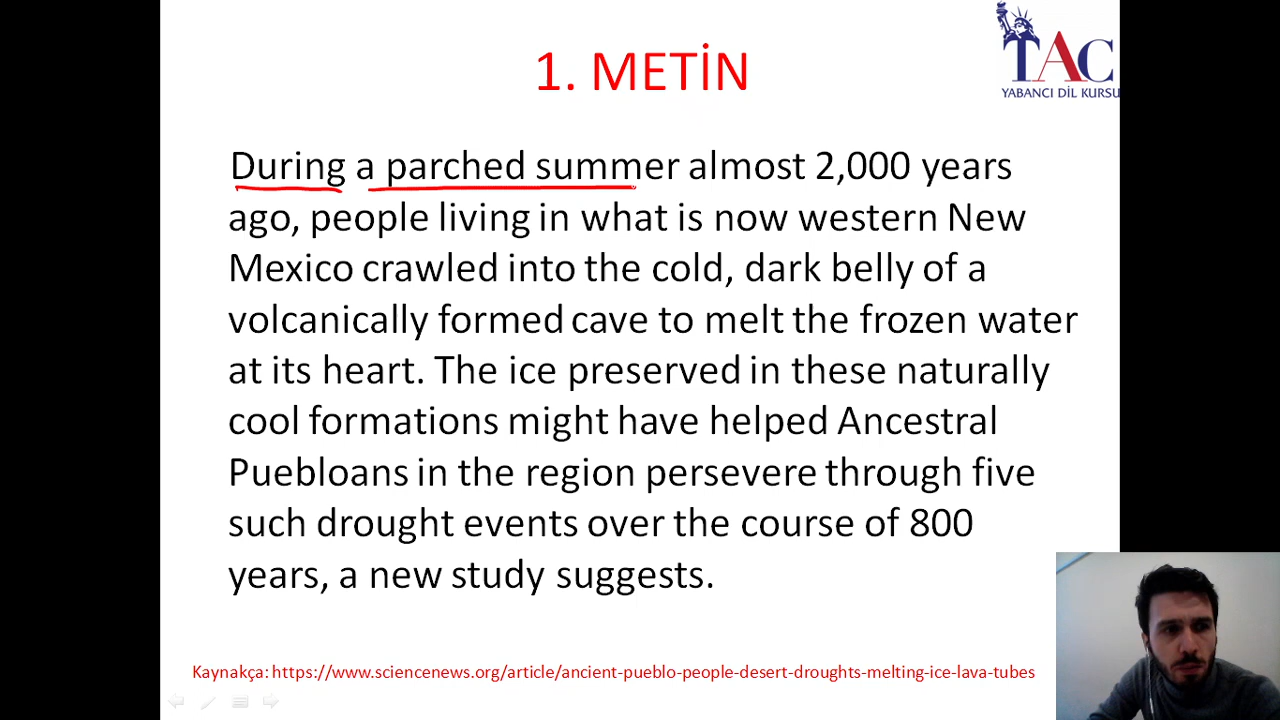 TAC
YABANCI DİL KURSU
1. METİN
During a parched summer almost 2,000 years
ago, people living in what is now western New
Mexico crawled into the cold, dark belly of a
volcanically formed cave to melt the frozen water
at its heart. The ice preserved in these naturally
cool formations might have helped Ancestral
Puebloans in the region persevere through five
such drought events over the course of 800
years, a new study suggests.
Kaynakça: https://www.sciencenews.org/article/ancient-pueblo-people-desert-droughts-melting-ice-lava-tubes